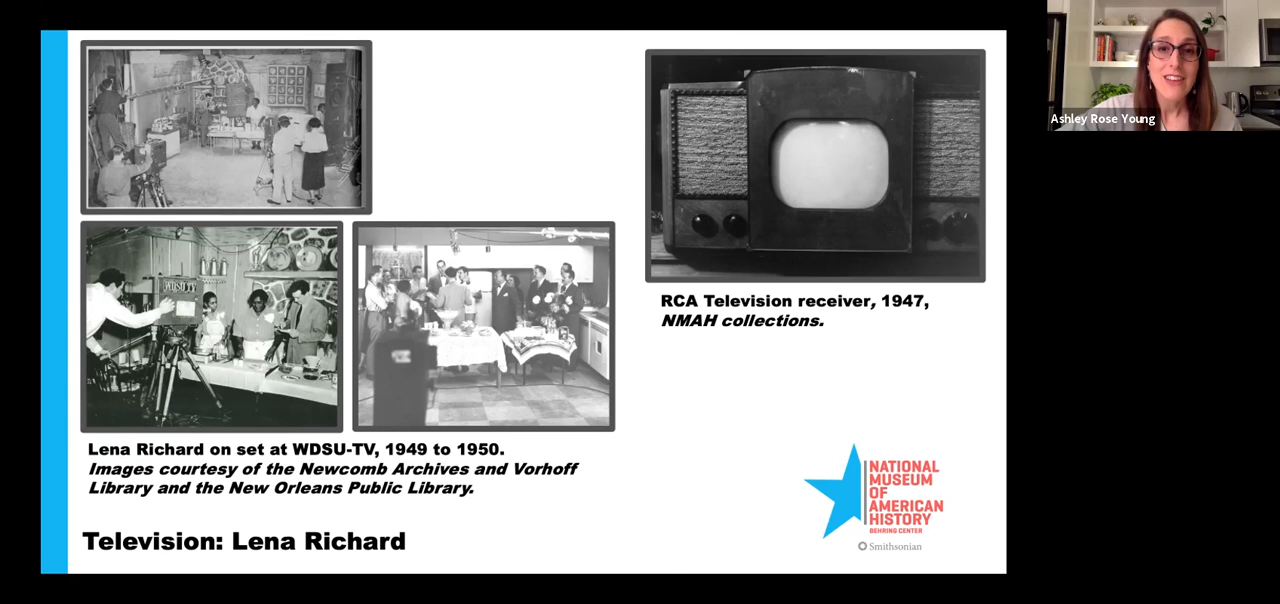 Ashley Rose Young
WDSU-TV
RCA Television receiver, 1947,
NMAH collections.
Lena Richard on set at WDSU-TV, 1949 to 1950.
Images courtesy of the Newcomb Archives and Vorhoff
Library and the New Orleans Public Library.
Television: Lena Richard
NATIONAL
MUSEUM
OF
AMERICAN
HISTORY
BEHRING CENTER
Smithsonian